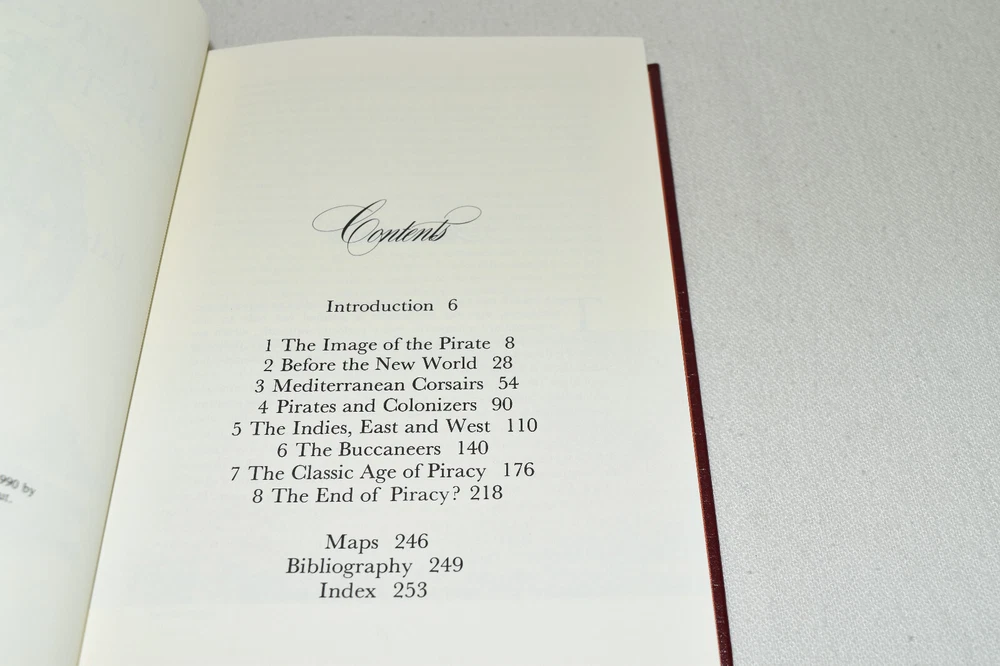 Contents
Introduction 6
1 The Image of the Pirate 8
2 Before the New World 28
3 Mediterranean Corsairs 54
4 Pirates and Colonizers 90
5 The Indies, East and West 110
6 The Buccaneers 140
7 The Classic Age of Piracy 176
8 The End of Piracy? 218
Maps 246
Bibliography 249
Index 253